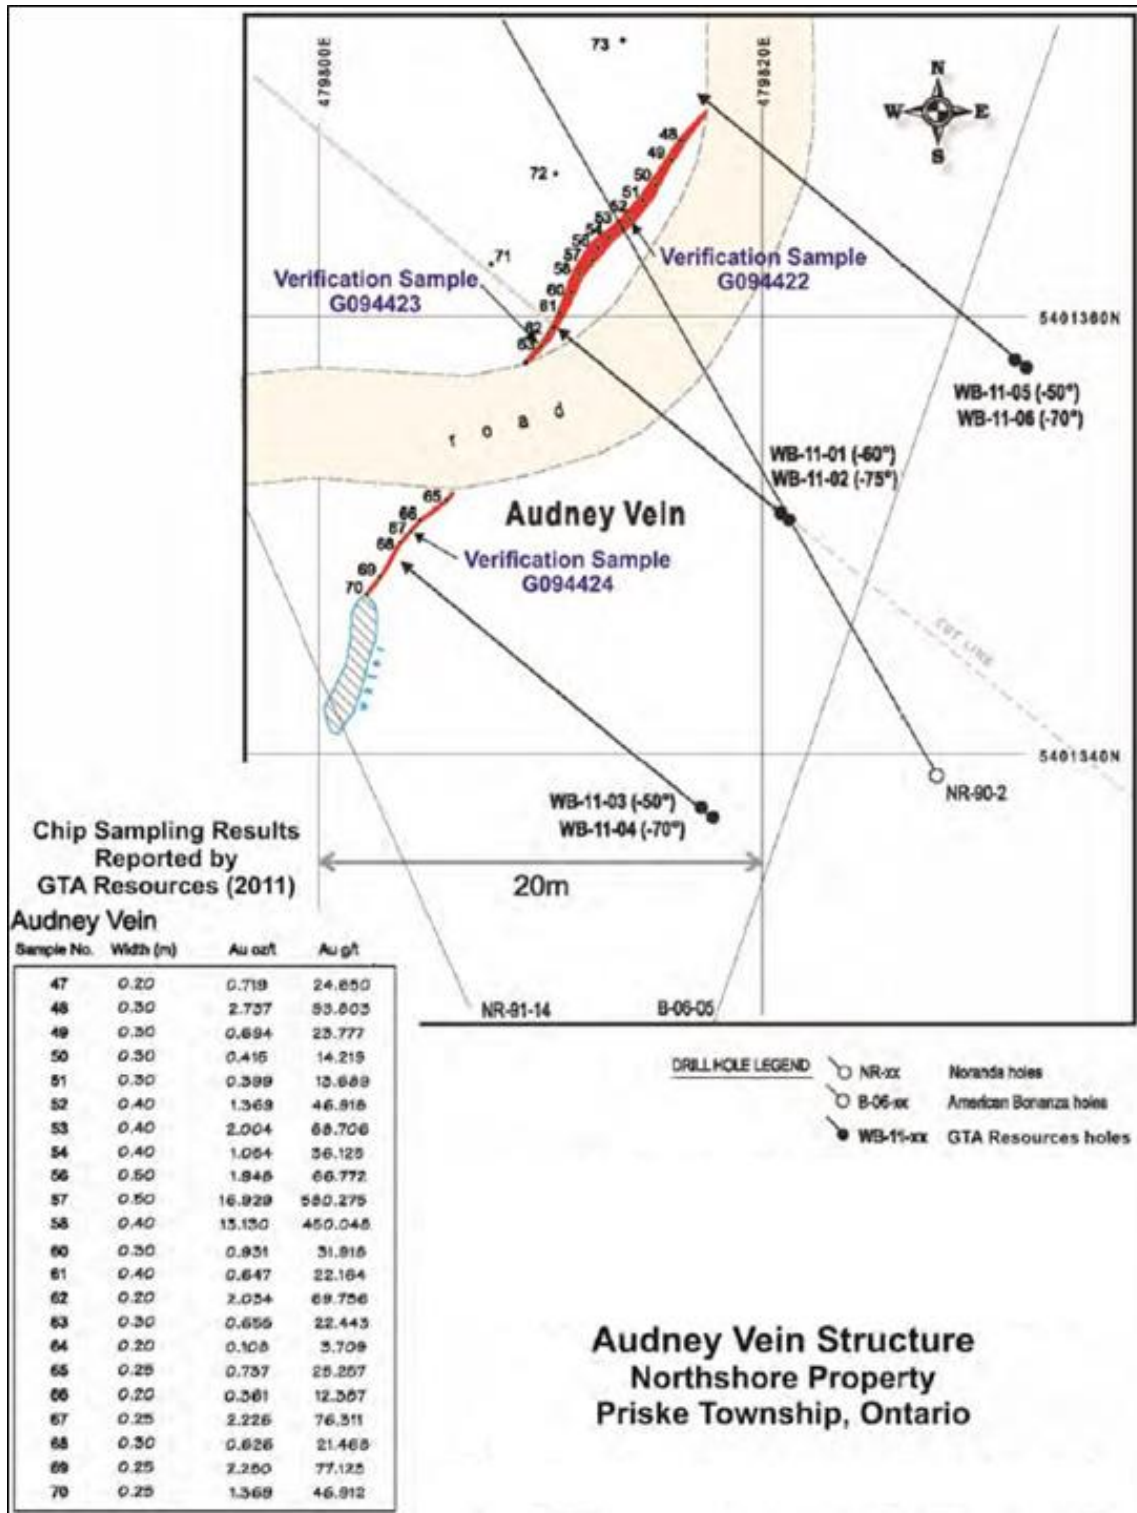 73
479800E
479820E
N
W E
S
48
49
72
50
51
52
53
54
56
57
58
71
60
61
62
63
Verification Sample
G094422
Verification Sample
G094423
5401360N
WB-11-05 (-50°)
WB-11-06 (-70°)
road
WB-11-01 (-60°)
WB-11-02 (-75°)
65
66
67
68
69
70
Audney Vein
Verification Sample
G094424
CUT LINE
5401340N
NR-90-2
WB-11-03 (-50°)
WB-11-04 (-70°)
20m
NR-91-14
B-06-05
Chip Sampling Results
Reported by
GTA Resources (2011)
Audney Vein
Sample No. Width (m) Au oz/t Au g/t
47 0.20 0.719 24.650
48 0.30 2.737 93.803
49 0.30 0.694 23.777
50 0.30 0.415 14.219
51 0.30 0.399 13.689
52 0.40 1.369 46.918
53 0.40 2.004 68.706
54 0.40 1.054 36.125
56 0.50 1.948 66.772
57 0.50 16.929 580.275
58 0.40 13.130 450.048
60 0.30 0.931 31.918
61 0.40 0.647 22.164
62 0.20 2.034 69.736
63 0.30 0.655 22.443
64 0.20 0.108 3.709
65 0.25 0.737 25.257
66 0.20 0.361 12.387
67 0.25 2.226 76.311
68 0.30 0.626 21.468
69 0.25 2.250 77.123
70 0.25 1.369 46.912
DRILL HOLE LEGEND
NR-xx Noranda holes
B-06-xx American Bonanza holes
WB-11-xx GTA Resources holes
Audney Vein Structure
Northshore Property
Priske Township, Ontario